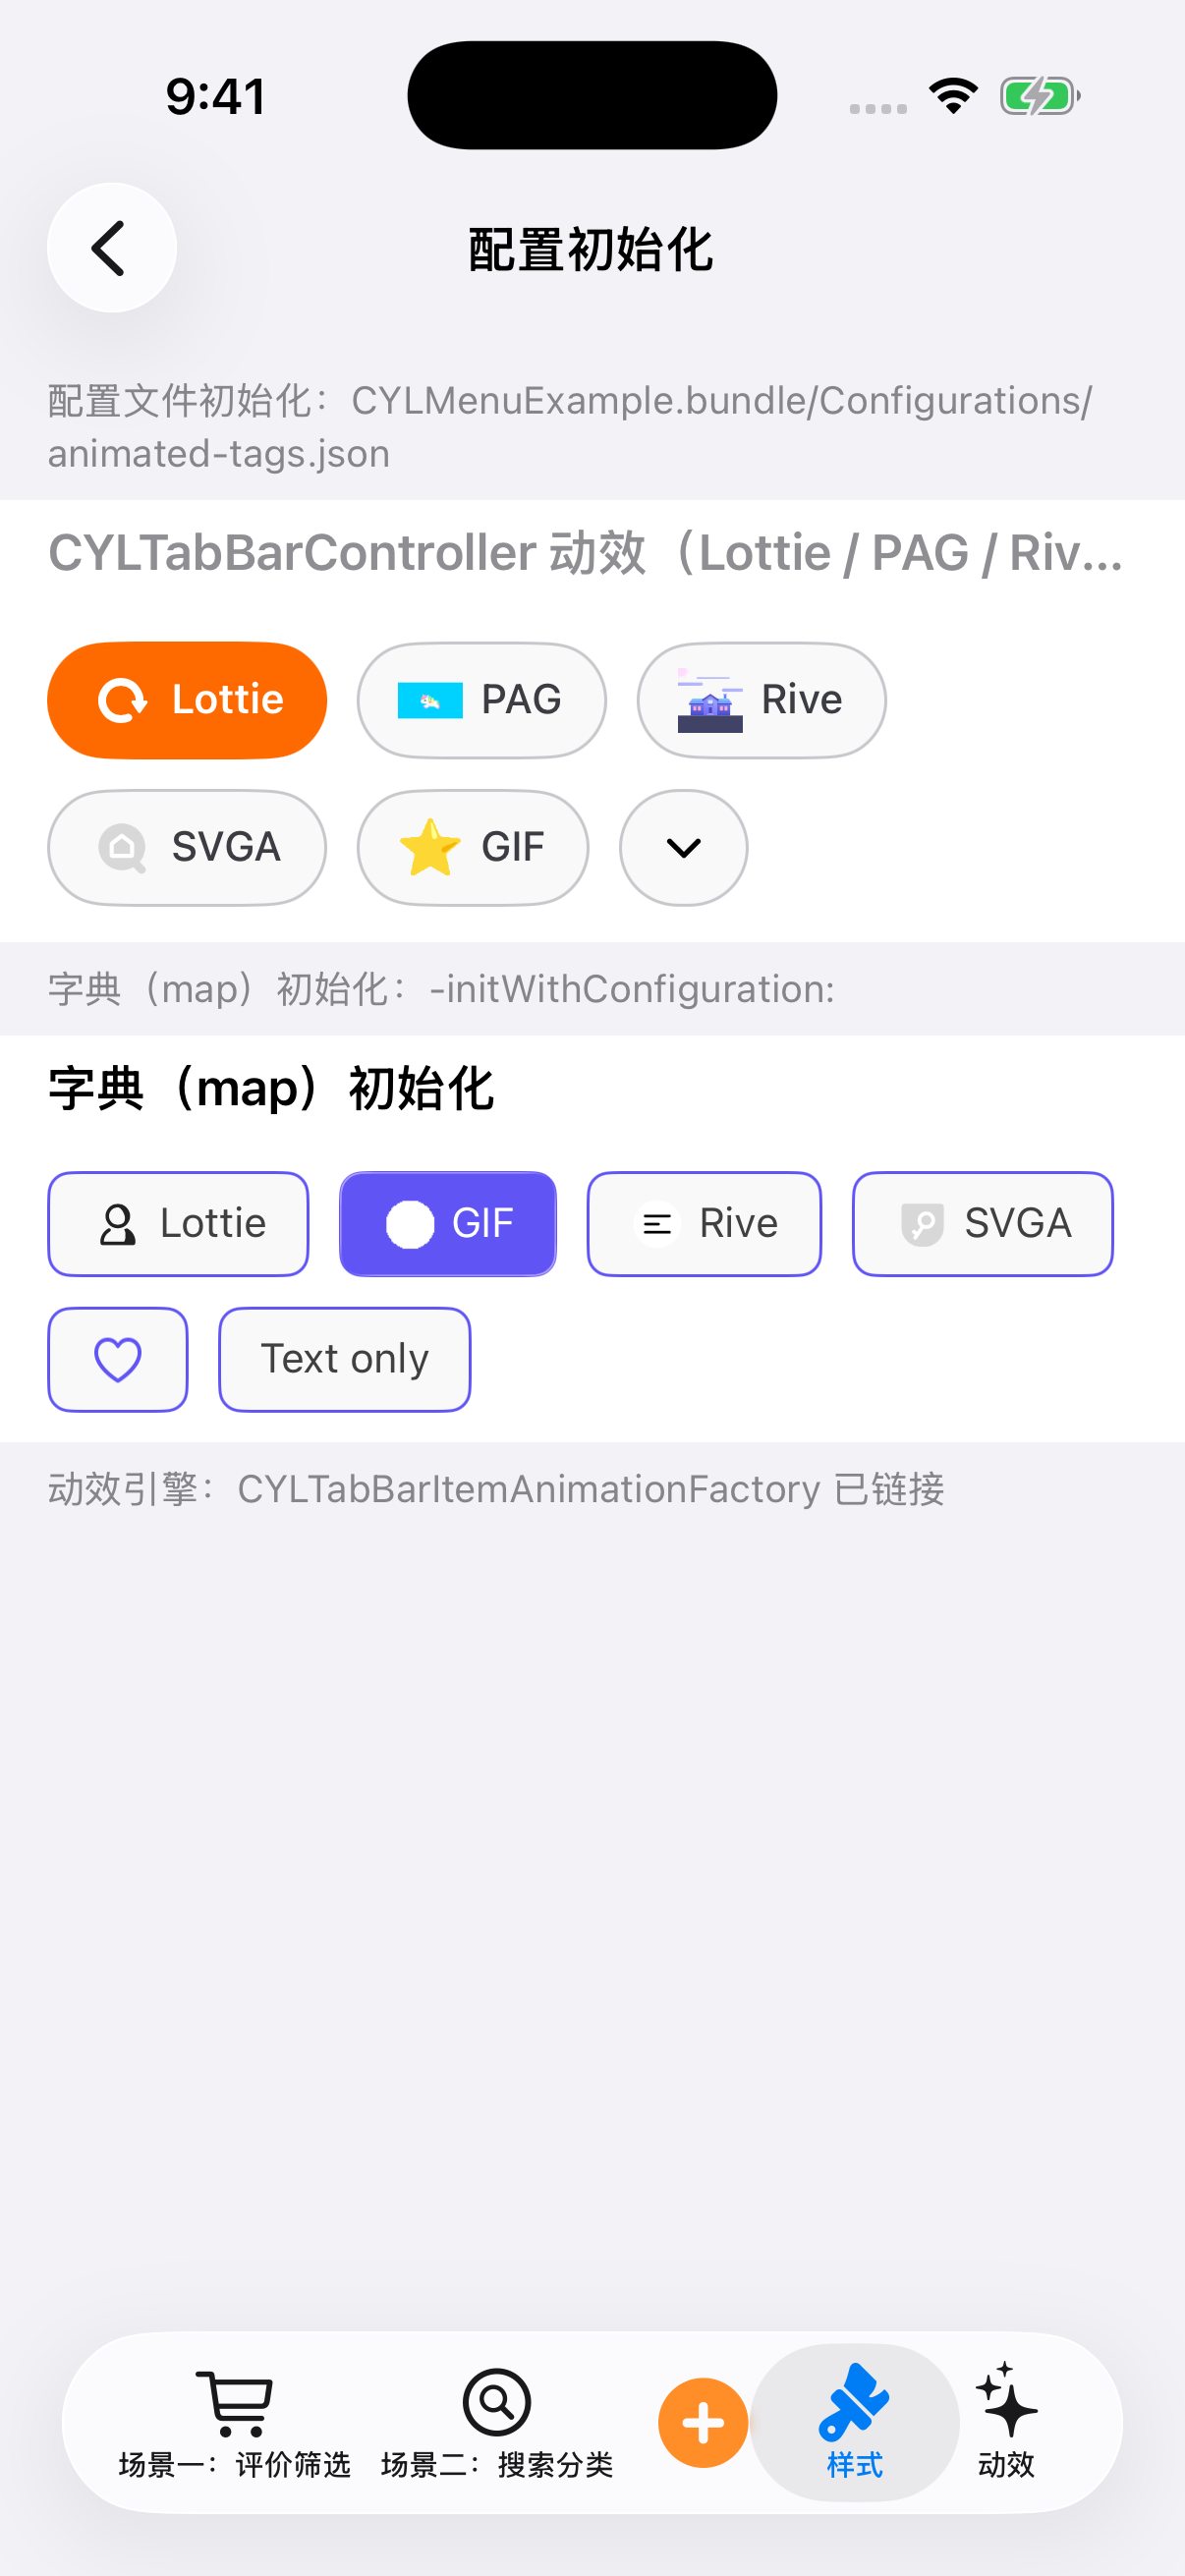 9:41
配置初始化
配置文件初始化：CYLMenuExample.bundle/Configurations/
animated-tags.json
CYLTabBarController 动效（Lottie / PAG / Riv...
Lottie
PAG
Rive
SVGA
GIF
字典（map）初始化：-initWithConfiguration:
字典（map）初始化
Lottie
GIF
Rive
SVGA
Text only
动效引擎：CYLTabBarItemAnimationFactory 已链接
场景一：评价筛选
场景二：搜索分类
样式
动效